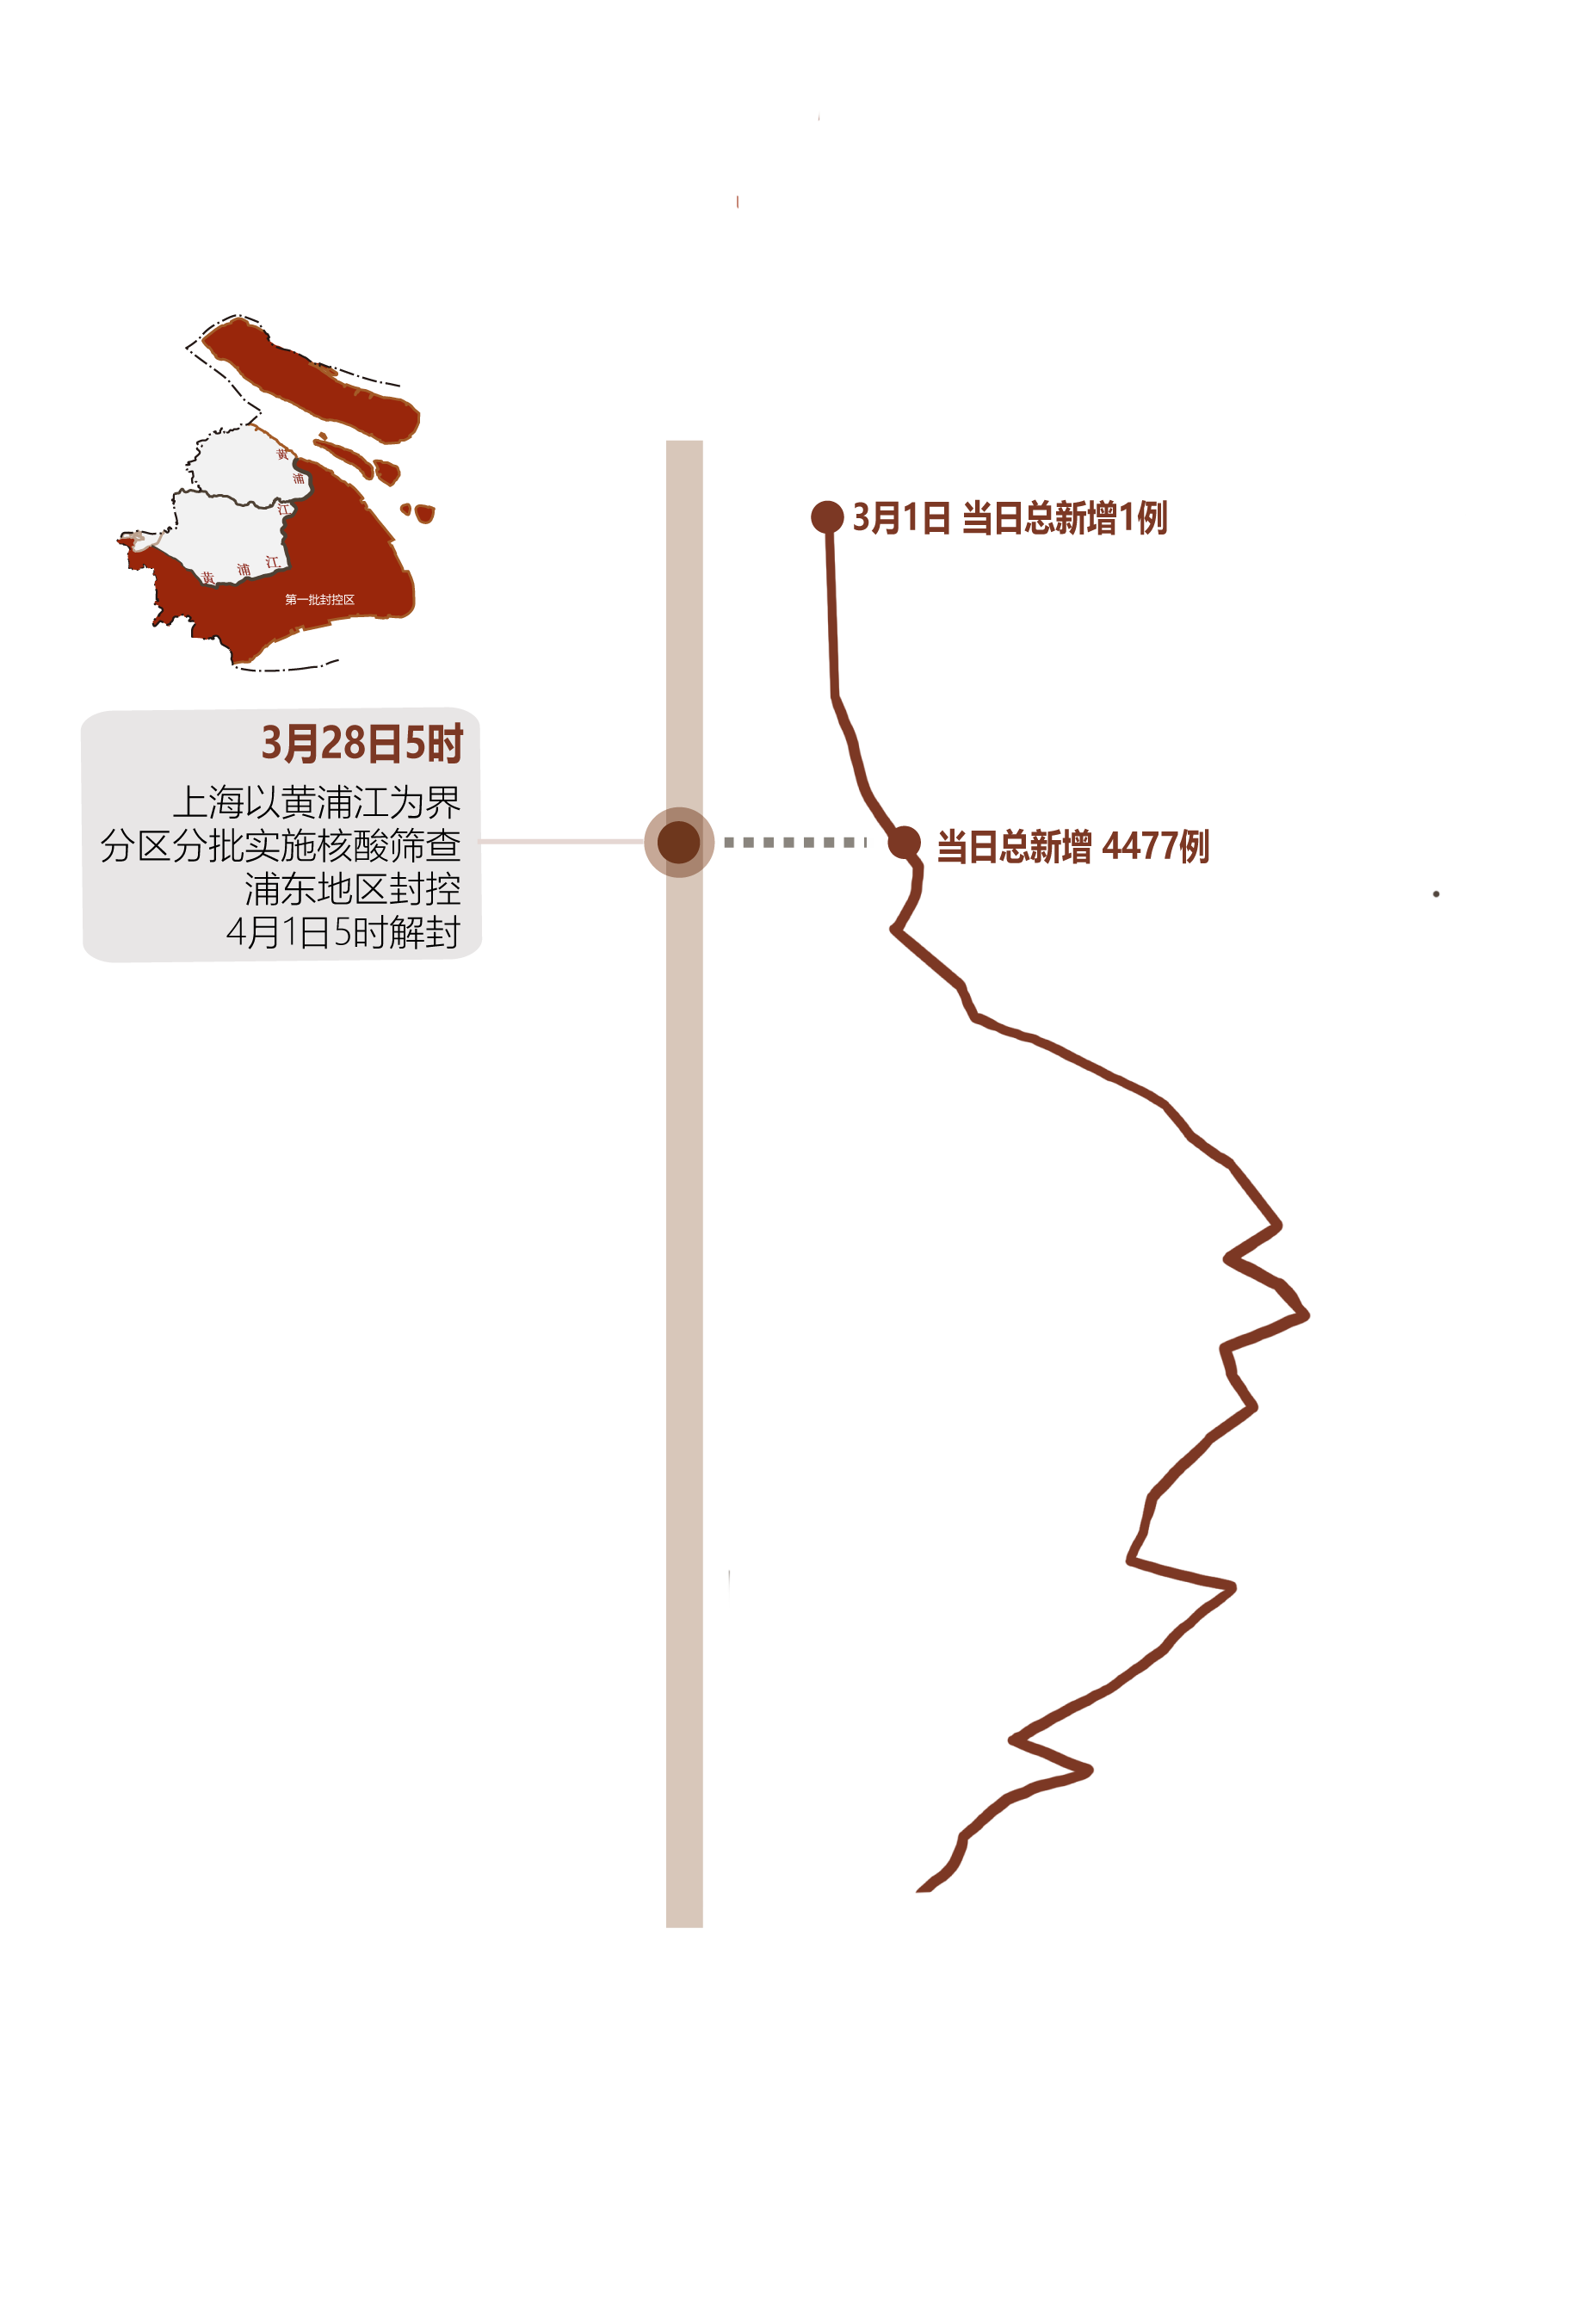 黄
浦
江
黄 浦 江
第一批封控区
3月1日 当日总新增1例
3月28日5时
上海以黄浦江为界
分区分批实施核酸筛查
浦东地区封控
4月1日5时解封
当日总新增 4477例